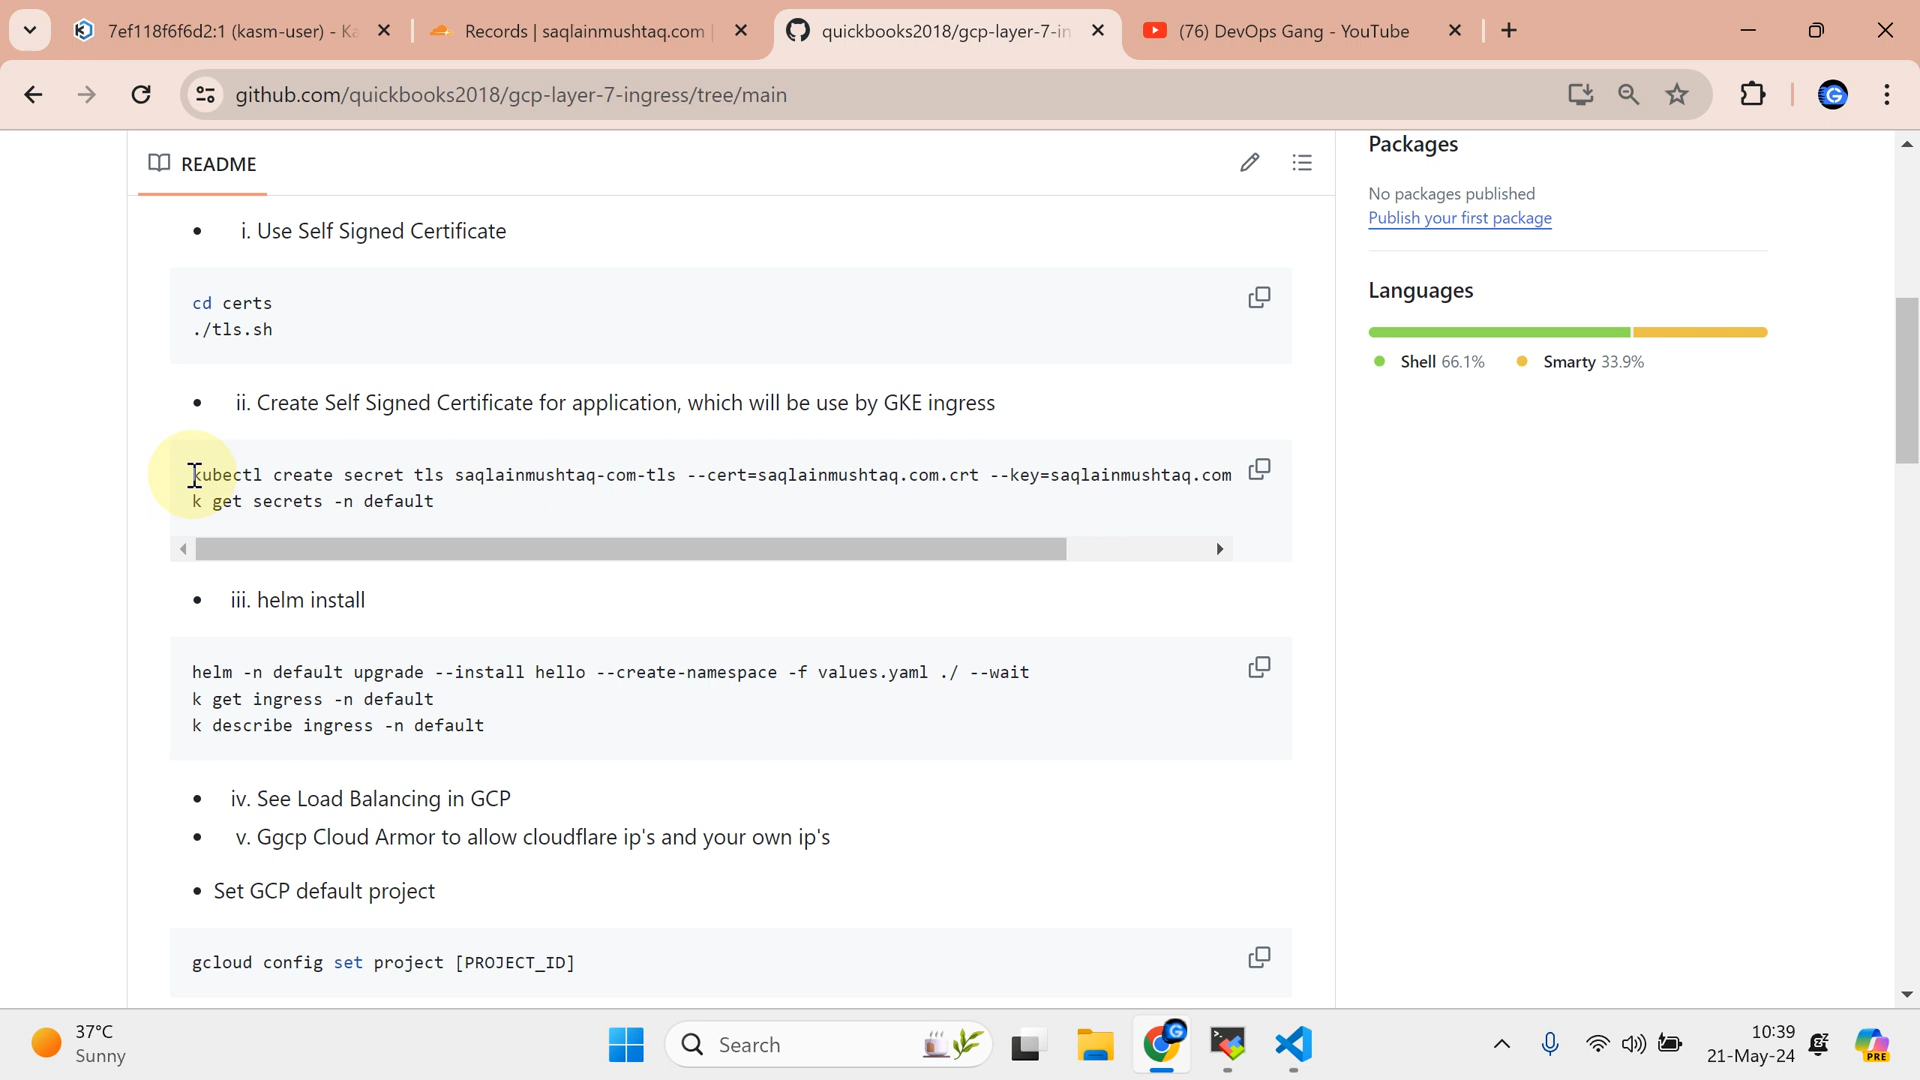 7ef118f6f6d2:1 (kasm-user) - Ka
Records | saqlainmushtaq.com
quickbooks2018/gcp-layer-7-in
(76) DevOps Gang - YouTube
github.com/quickbooks2018/gcp-layer-7-ingress/tree/main
README
i. Use Self Signed Certificate
cd certs
./tls.sh
ii. Create Self Signed Certificate for application, which will be use by GKE ingress
kubectl create secret tls saqlainmushtaq-com-tls --cert=saqlainmushtaq.com.crt --key=saqlainmushtaq.com
k get secrets -n default
iii. helm install
helm -n default upgrade --install hello --create-namespace -f values.yaml ./ --wait
k get ingress -n default
k describe ingress -n default
iv. See Load Balancing in GCP
v. Ggcp Cloud Armor to allow cloudflare ip's and your own ip's
Set GCP default project
gcloud config set project [PROJECT_ID]
Packages
No packages published
Publish your first package
Languages
Shell 66.1%
Smarty 33.9%
37°C
Sunny
Search
10:39
21-May-24
PRE